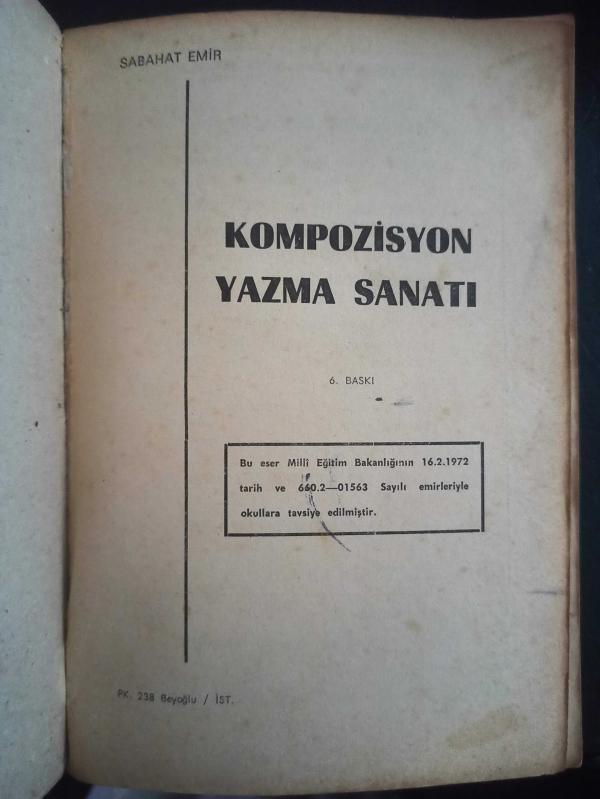 SABAHAT EMİR
KOMPOZİSYON
YAZMA SANATI
6. BASKI
Bu eser Millî Eğitim Bakanlığının 16.2.1972
tarih ve 660.2—01563 Sayılı emirleriyle
okullara tavsiye edilmiştir.
PK. 238 Beyoğlu / İST.